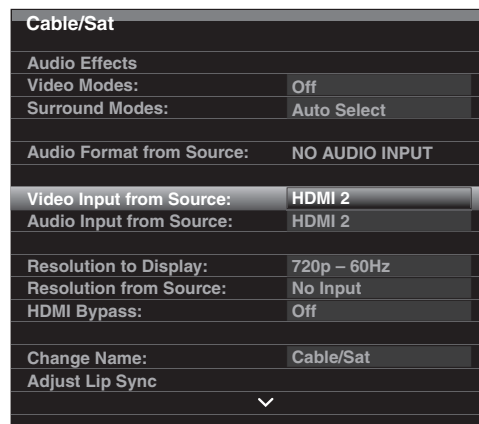 Cable/Sat
Audio Effects
Video Modes: Off
Surround Modes: Auto Select
Audio Format from Source: NO AUDIO INPUT
Video Input from Source: HDMI 2
Audio Input from Source: HDMI 2
Resolution to Display: 720p – 60Hz
Resolution from Source: No Input
HDMI Bypass: Off
Change Name: Cable/Sat
Adjust Lip Sync